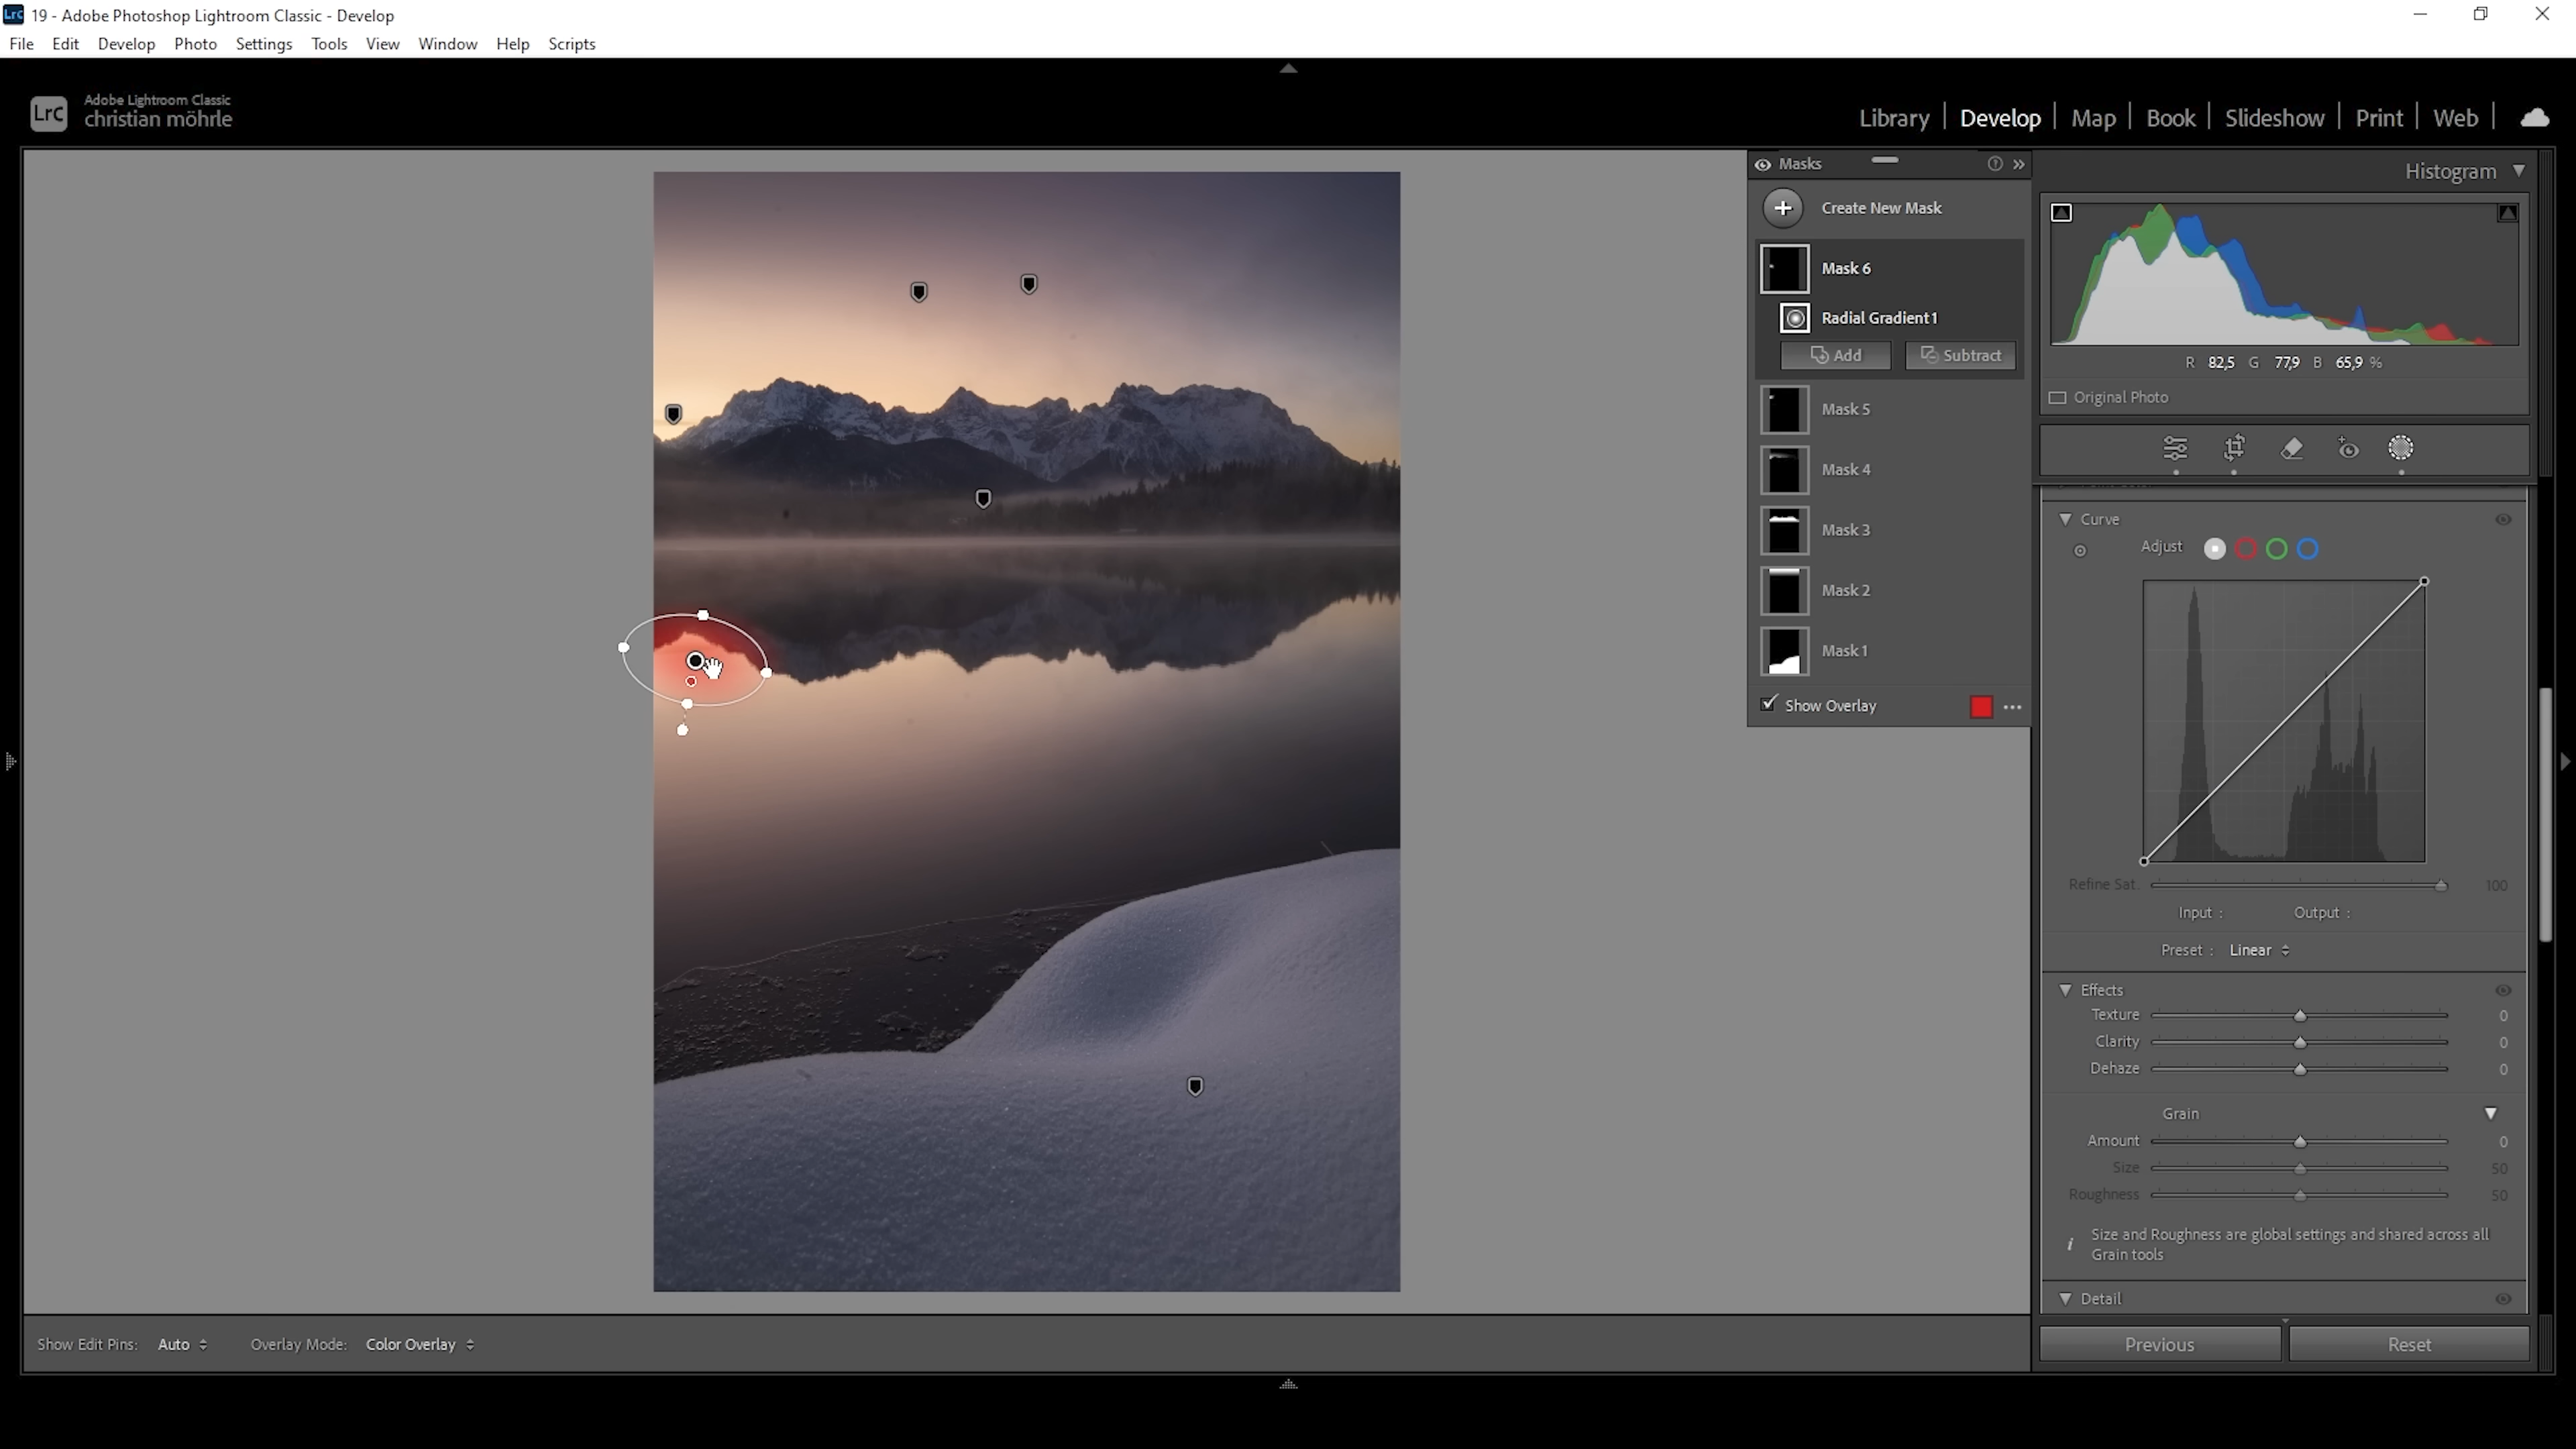 Lrc 19 - Adobe Photoshop Lightroom Classic - Develop
File Edit Develop Photo Settings Tools View Window Help Scripts
Lrc Adobe Lightroom Classic
christian möhrle
Library | Develop | Map | Book | Slideshow | Print | Web |
Masks
Create New Mask
Mask 6
Radial Gradient 1
Add Subtract
Mask 5
Mask 4
Mask 3
Mask 2
Mask 1
Show Overlay
Histogram
R 82,5 G 77,9 B 65,9 %
Original Photo
Curve
Adjust
Refine Sat. 100
Input : Output :
Preset : Linear
Effects
Texture 0
Clarity 0
Dehaze 0
Grain
Amount 0
Size 50
Roughness 50
i Size and Roughness are global settings and shared across all
Grain tools
Detail
Previous Reset
Show Edit Pins: Auto Overlay Mode: Color Overlay